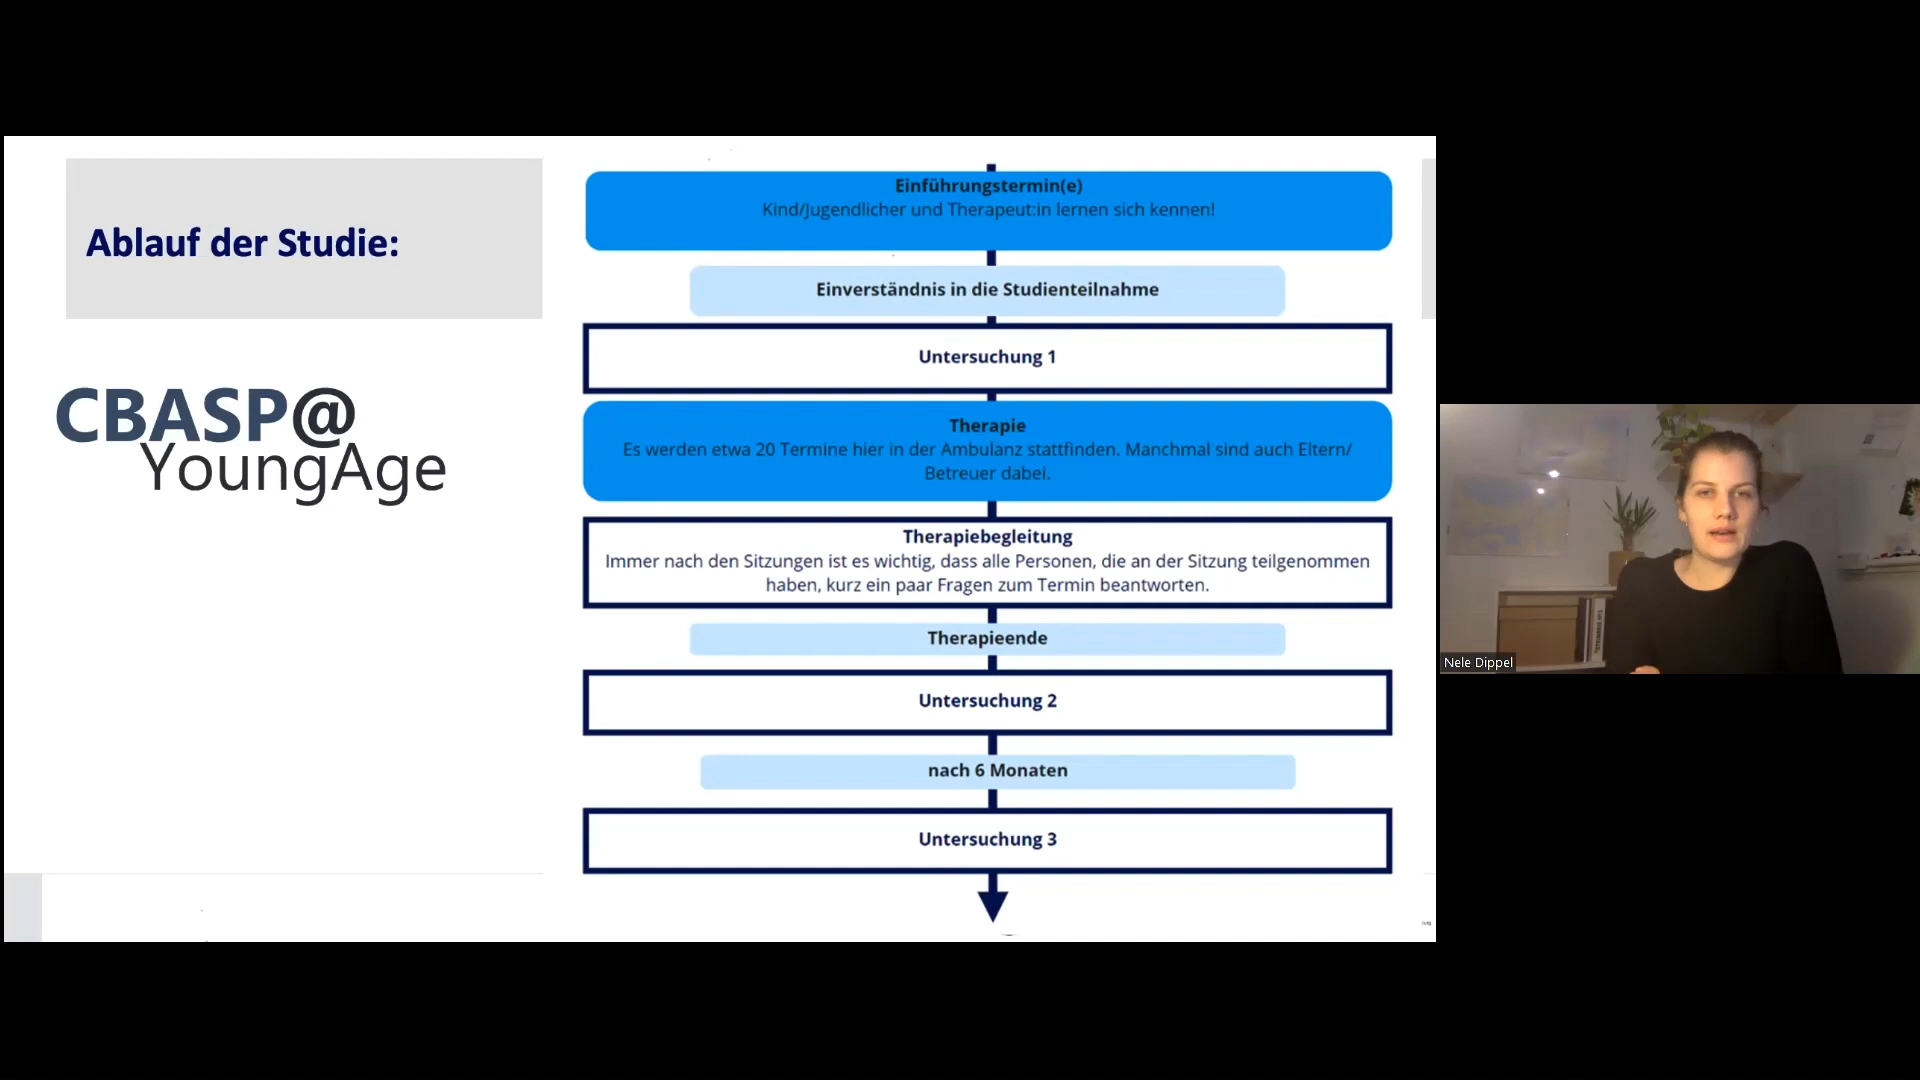 Ablauf der Studie:
CBASP@
YoungAge
Einführungstermin(e)
Kind/Jugendlicher und Therapeut:in lernen sich kennen!
Einverständnis in die Studienteilnahme
Untersuchung 1
Therapie
Es werden etwa 20 Termine hier in der Ambulanz stattfinden. Manchmal sind auch Eltern/
Betreuer dabei.
Therapiebegleitung
Immer nach den Sitzungen ist es wichtig, dass alle Personen, die an der Sitzung teilgenommen
haben, kurz ein paar Fragen zum Termin beantworten.
Therapieende
Untersuchung 2
nach 6 Monaten
Untersuchung 3
Nele Dippel